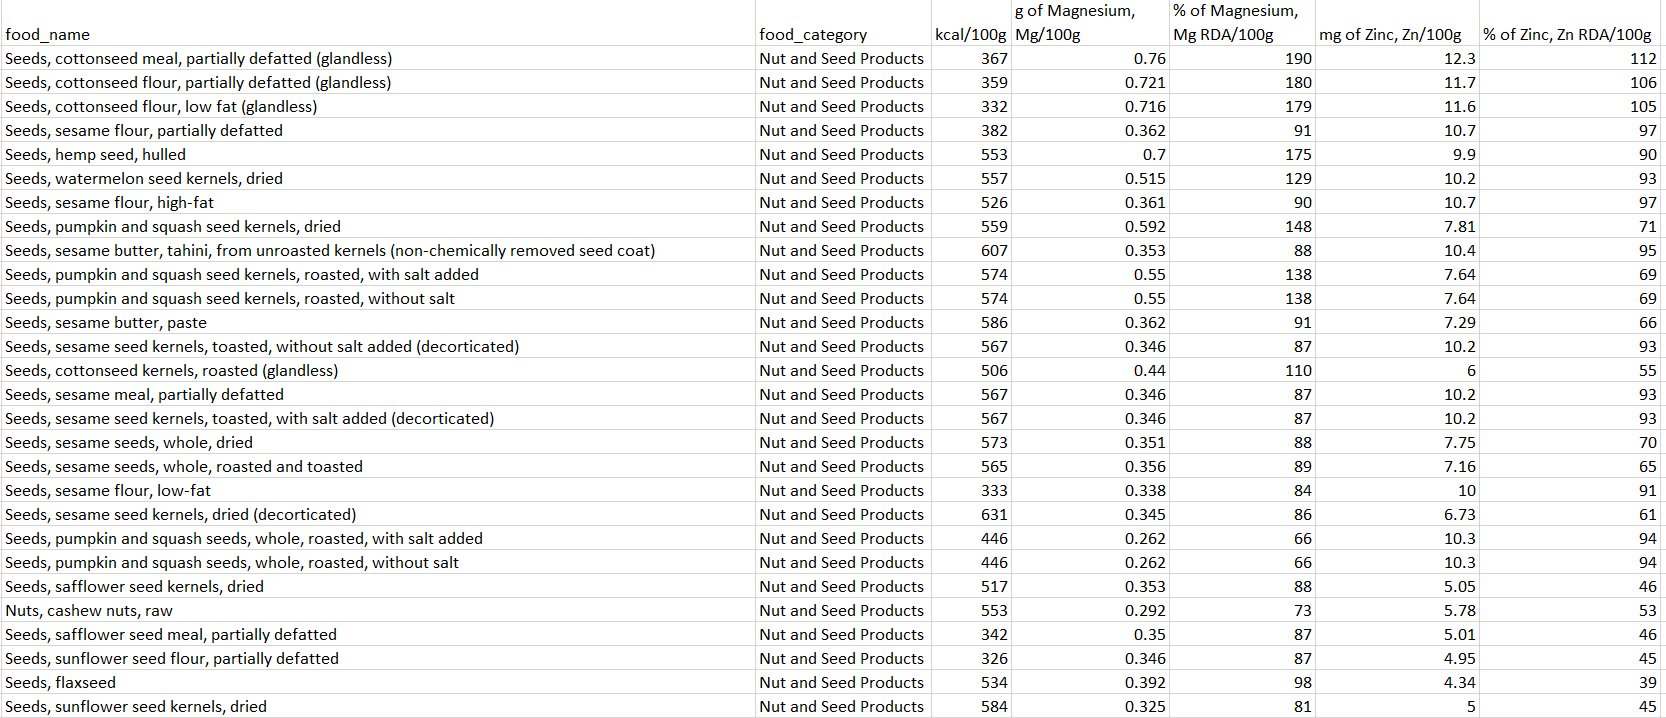 g of Magnesium, % of Magnesium,
food_name food_category kcal/100g Mg/100g Mg RDA/100g mg of Zinc, Zn/100g % of Zinc, Zn RDA/100g
Seeds, cottonseed meal, partially defatted (glandless) Nut and Seed Products 367 0.76 190 12.3 112
Seeds, cottonseed flour, partially defatted (glandless) Nut and Seed Products 359 0.721 180 11.7 106
Seeds, cottonseed flour, low fat (glandless) Nut and Seed Products 332 0.716 179 11.6 105
Seeds, sesame flour, partially defatted Nut and Seed Products 382 0.362 91 10.7 97
Seeds, hemp seed, hulled Nut and Seed Products 553 0.7 175 9.9 90
Seeds, watermelon seed kernels, dried Nut and Seed Products 557 0.515 129 10.2 93
Seeds, sesame flour, high-fat Nut and Seed Products 526 0.361 90 10.7 97
Seeds, pumpkin and squash seed kernels, dried Nut and Seed Products 559 0.592 148 7.81 71
Seeds, sesame butter, tahini, from unroasted kernels (non-chemically removed seed coat) Nut and Seed Products 607 0.353 88 10.4 95
Seeds, pumpkin and squash seed kernels, roasted, with salt added Nut and Seed Products 574 0.55 138 7.64 69
Seeds, pumpkin and squash seed kernels, roasted, without salt Nut and Seed Products 574 0.55 138 7.64 69
Seeds, sesame butter, paste Nut and Seed Products 586 0.362 91 7.29 66
Seeds, sesame seed kernels, toasted, without salt added (decorticated) Nut and Seed Products 567 0.346 87 10.2 93
Seeds, cottonseed kernels, roasted (glandless) Nut and Seed Products 506 0.44 110 6 55
Seeds, sesame meal, partially defatted Nut and Seed Products 567 0.346 87 10.2 93
Seeds, sesame seed kernels, toasted, with salt added (decorticated) Nut and Seed Products 567 0.346 87 10.2 93
Seeds, sesame seeds, whole, dried Nut and Seed Products 573 0.351 88 7.75 70
Seeds, sesame seeds, whole, roasted and toasted Nut and Seed Products 565 0.356 89 7.16 65
Seeds, sesame flour, low-fat Nut and Seed Products 333 0.338 84 10 91
Seeds, sesame seed kernels, dried (decorticated) Nut and Seed Products 631 0.345 86 6.73 61
Seeds, pumpkin and squash seeds, whole, roasted, with salt added Nut and Seed Products 446 0.262 66 10.3 94
Seeds, pumpkin and squash seeds, whole, roasted, without salt Nut and Seed Products 446 0.262 66 10.3 94
Seeds, safflower seed kernels, dried Nut and Seed Products 517 0.353 88 5.05 46
Nuts, cashew nuts, raw Nut and Seed Products 553 0.292 73 5.78 53
Seeds, safflower seed meal, partially defatted Nut and Seed Products 342 0.35 87 5.01 46
Seeds, sunflower seed flour, partially defatted Nut and Seed Products 326 0.346 87 4.95 45
Seeds, flaxseed Nut and Seed Products 534 0.392 98 4.34 39
Seeds, sunflower seed kernels, dried Nut and Seed Products 584 0.325 81 5 45